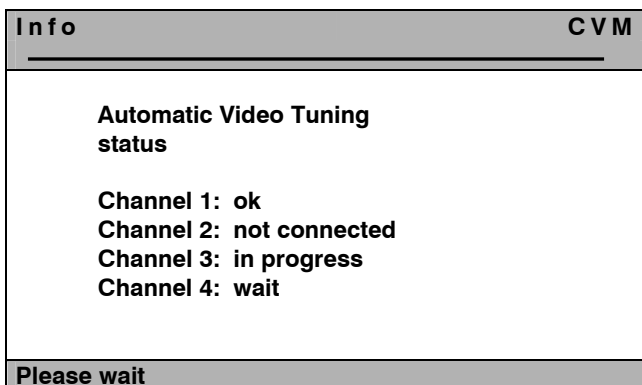 Info CVM
Automatic Video Tuning
status
Channel 1: ok
Channel 2: not connected
Channel 3: in progress
Channel 4: wait
Please wait